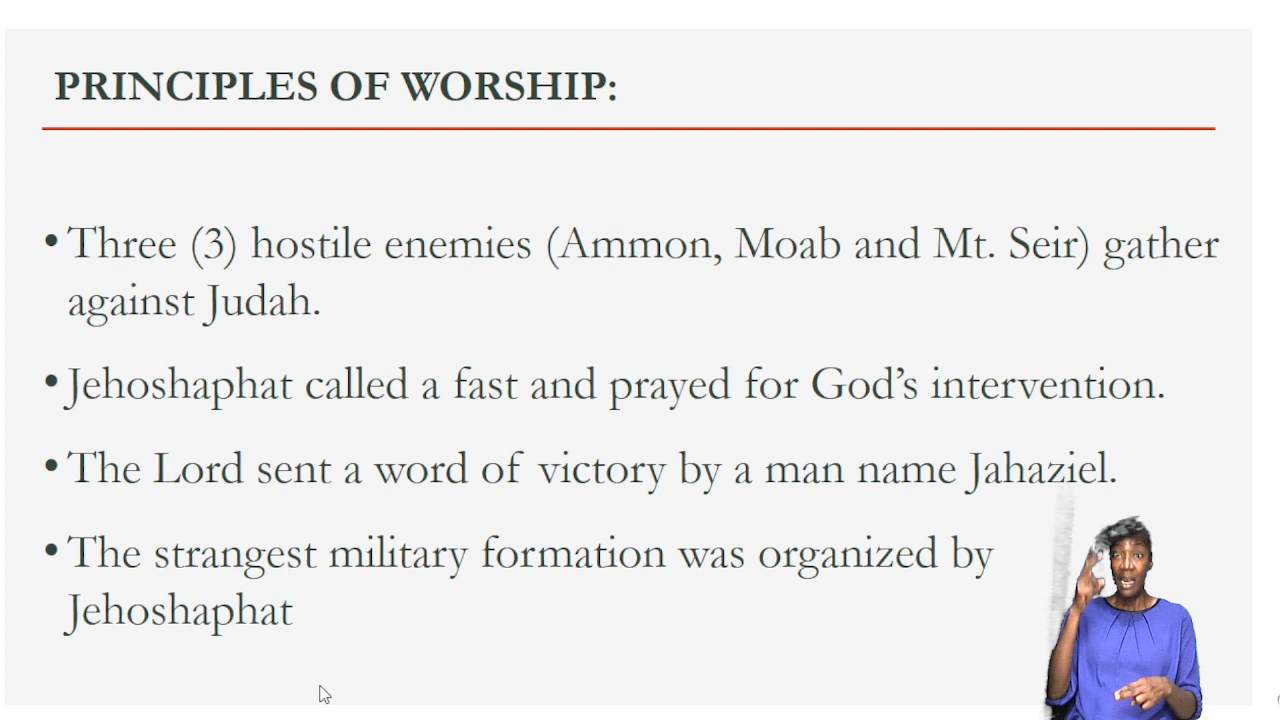 PRINCIPLES OF WORSHIP:
• Three (3) hostile enemies (Ammon, Moab and Mt. Seir) gather
against Judah.
• Jehoshaphat called a fast and prayed for God’s intervention.
• The Lord sent a word of victory by a man name Jahaziel.
• The strangest military formation was organized by
Jehoshaphat